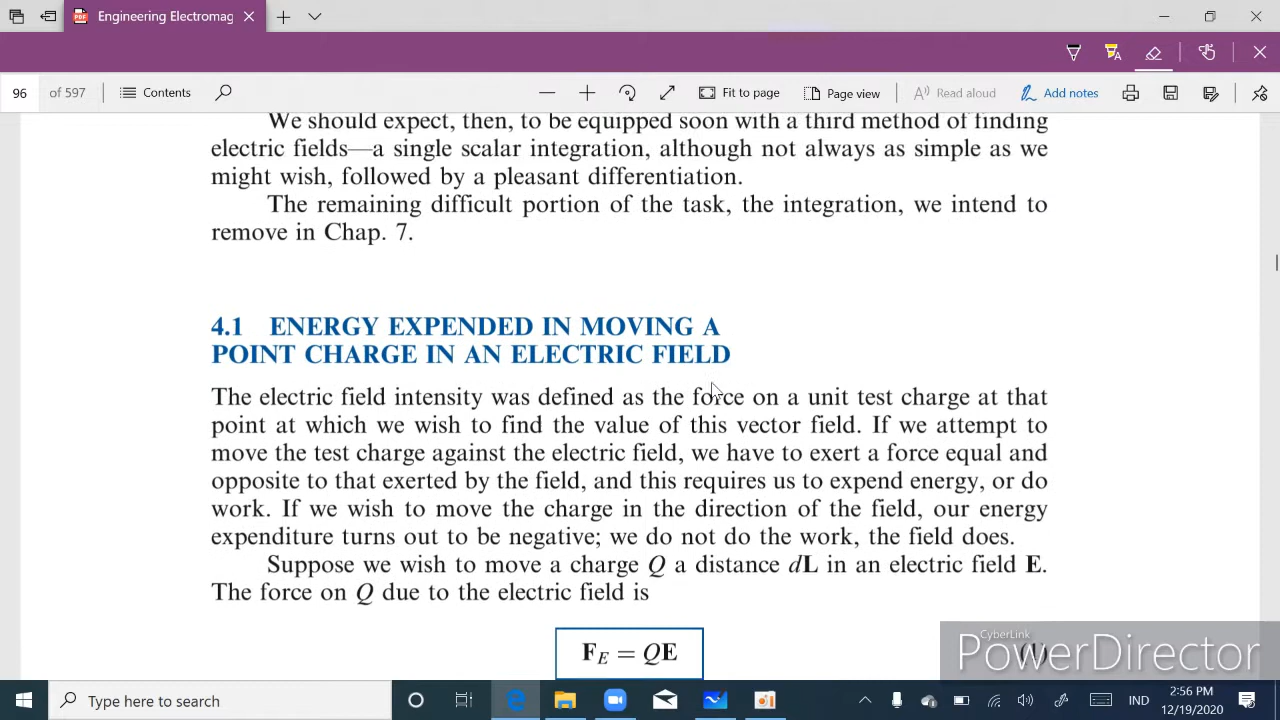 Engineering Electromag
96 of 597 Contents Fit to page Page view Read aloud Add notes
We should expect, then, to be equipped soon with a third method of finding
electric fields—a single scalar integration, although not always as simple as we
might wish, followed by a pleasant differentiation.
The remaining difficult portion of the task, the integration, we intend to
remove in Chap. 7.
4.1 ENERGY EXPENDED IN MOVING A
POINT CHARGE IN AN ELECTRIC FIELD
The electric field intensity was defined as the force on a unit test charge at that
point at which we wish to find the value of this vector field. If we attempt to
move the test charge against the electric field, we have to exert a force equal and
opposite to that exerted by the field, and this requires us to expend energy, or do
work. If we wish to move the charge in the direction of the field, our energy
expenditure turns out to be negative; we do not do the work, the field does.
Suppose we wish to move a charge Q a distance dL in an electric field E.
The force on Q due to the electric field is
F_E = QE (1)
CyberLink
PowerDirector
Type here to search IND 2:56 PM
12/19/2020